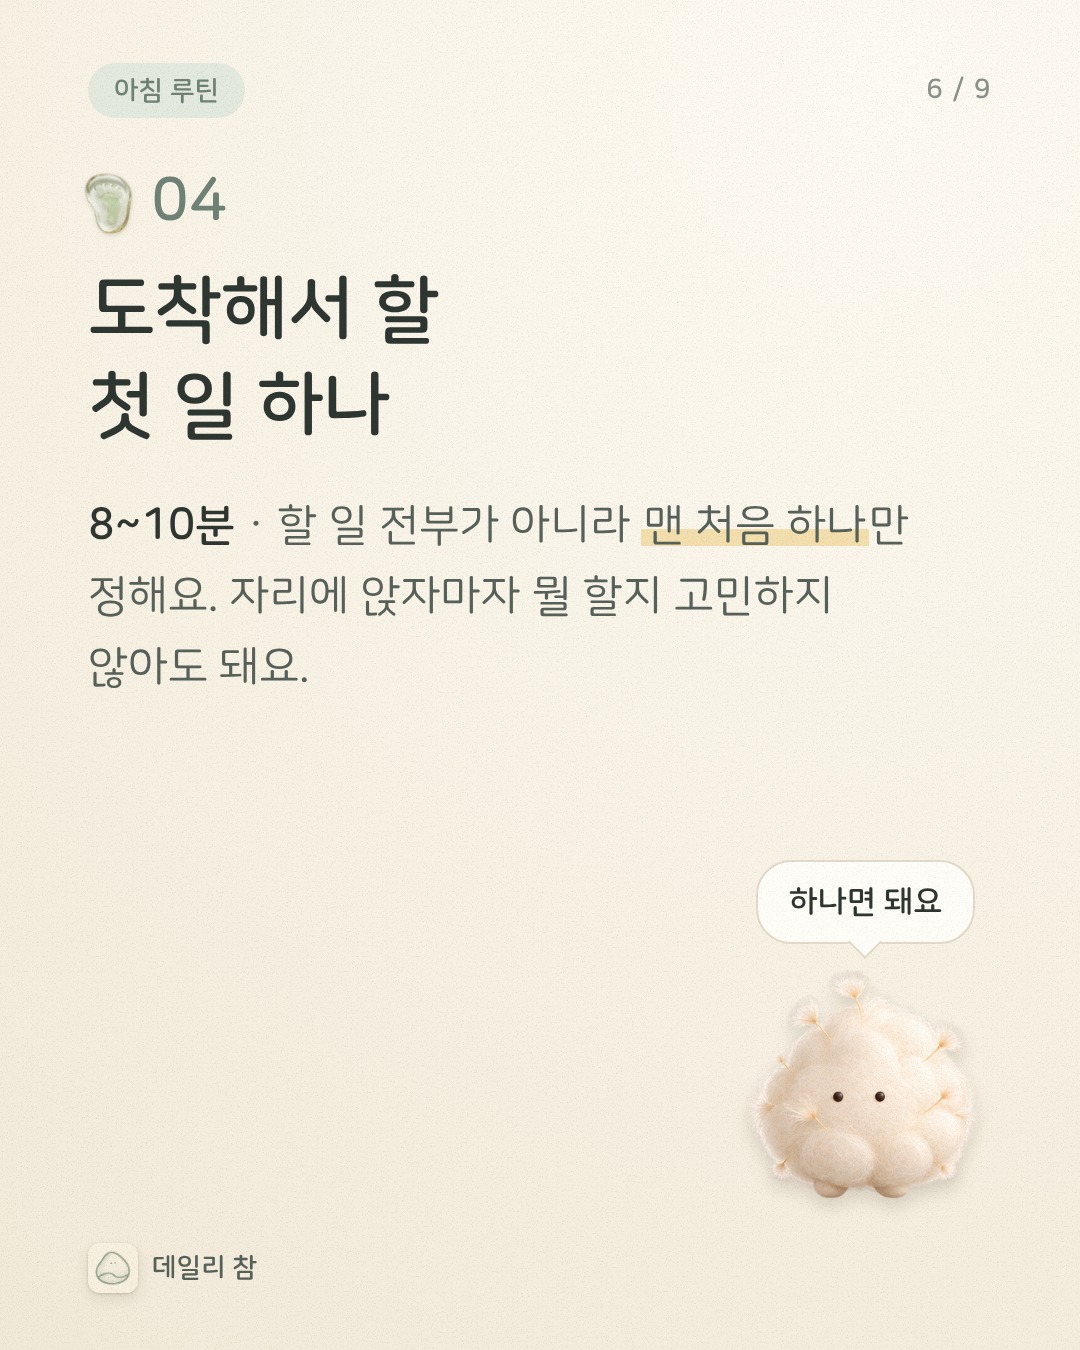 아침 루틴
6 / 9
04
도착해서 할
첫 일 하나
8~10분 · 할 일 전부가 아니라 맨 처음 하나만
정해요. 자리에 앉자마자 뭘 할지 고민하지
않아도 돼요.
하나면 돼요
데일리 참